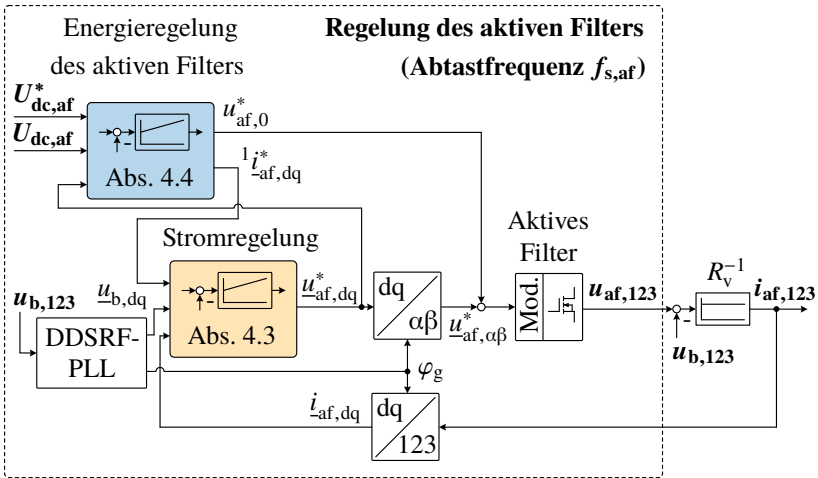 Energieregelung
des aktiven Filters
Regelung des aktiven Filters
(Abtastfrequenz f_s,af)
U*_dc,af
U_dc,af
-
Abs. 4.4
u*_af,0
¹i*_af,dq
Stromregelung
-
Abs. 4.3
u_b,123
u_b,dq
DDSRF-
PLL
u*_af,dq
dq
αβ
u*_af,αβ
Aktives
Filter
Mod.
u_af,123
R_v^-1
i_af,123
-
u_b,123
φ_g
i_af,dq
dq
123